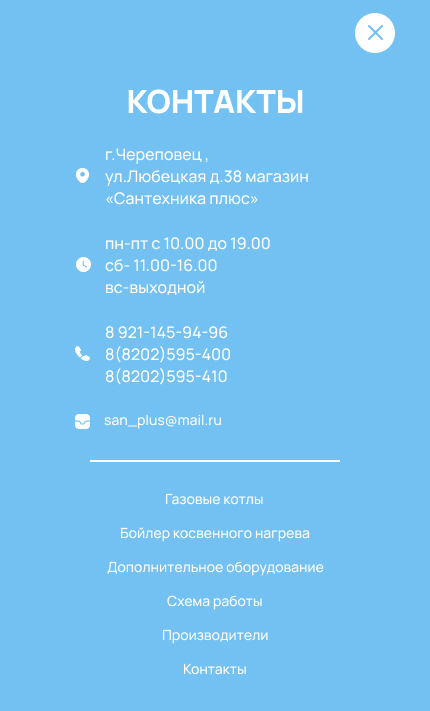 КОНТАКТЫ
г.Череповец ,
ул.Любецкая д.38 магазин
«Сантехника плюс»
пн-пт с 10.00 до 19.00
сб- 11.00-16.00
вс-выходной
8 921-145-94-96
8(8202)595-400
8(8202)595-410
san_plus@mail.ru
Газовые котлы
Бойлер косвенного нагрева
Дополнительное оборудование
Схема работы
Производители
Контакты